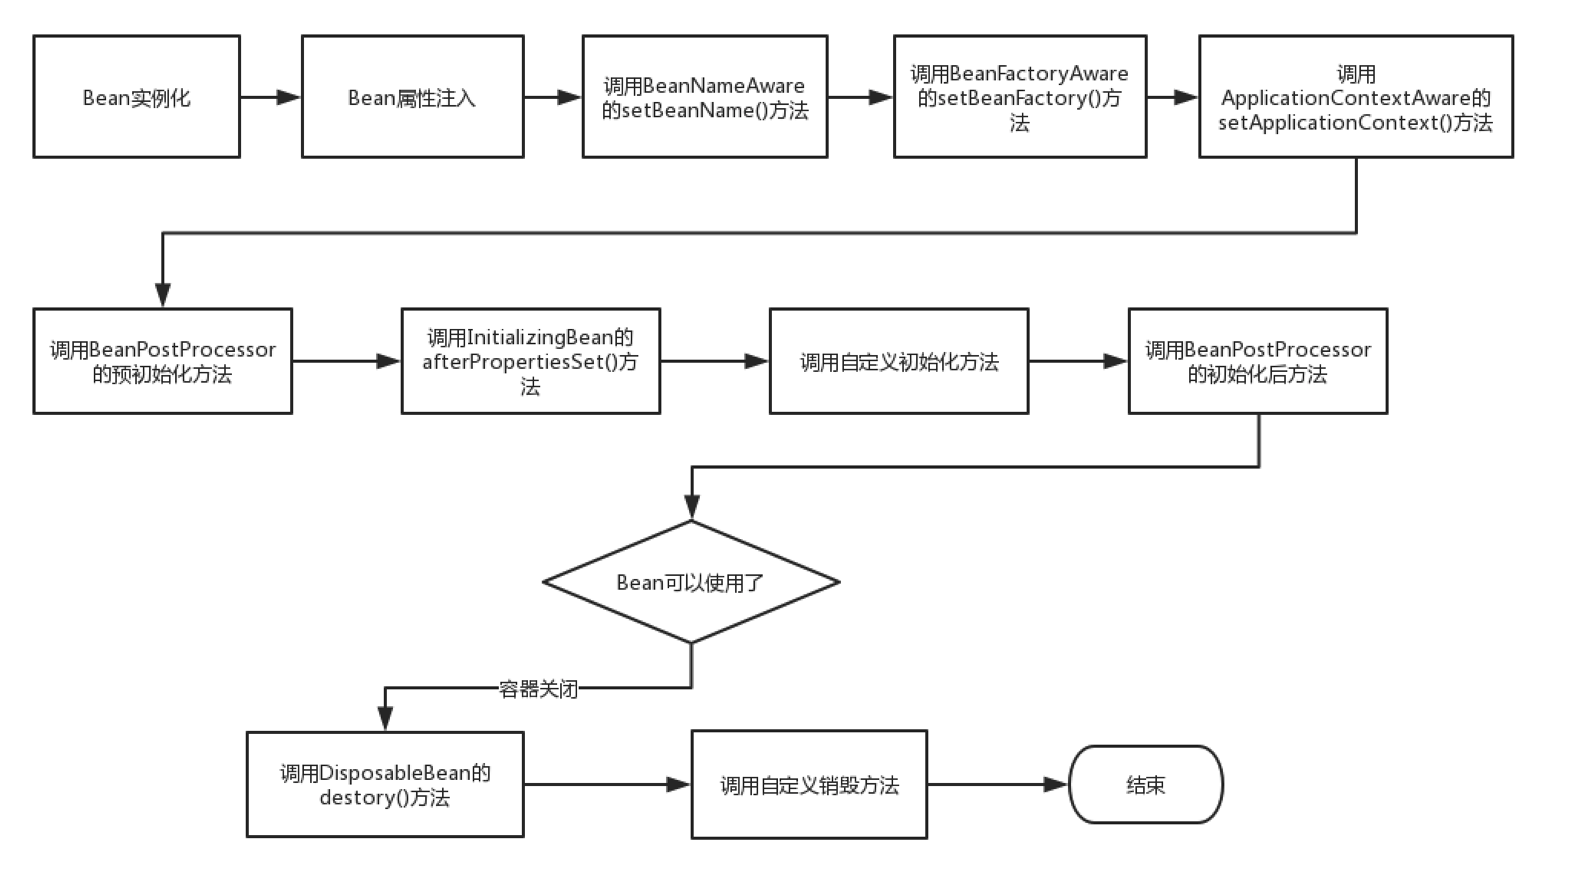 Bean实例化
Bean属性注入
调用BeanNameAware
的setBeanName()方法
调用BeanFactoryAware
的setBeanFactory()方
法
调用
ApplicationContextAware的
setApplicationContext()方法
调用BeanPostProcessor
的预初始化方法
调用InitializingBean的
afterPropertiesSet()方
法
调用自定义初始化方法
调用BeanPostProcessor
的初始化后方法
Bean可以使用了
容器关闭
调用DisposableBean的
destory()方法
调用自定义销毁方法
结束